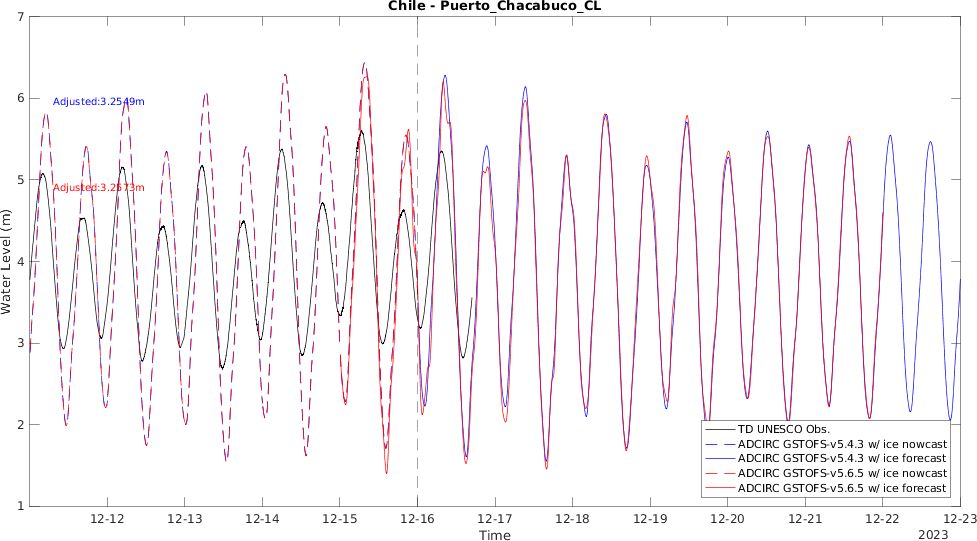 Chile - Puerto_Chacabuco_CL
7
6
5
4
3
2
1
Water Level (m)
Adjusted:3.2549m
Adjusted:3.2573m
TD UNESCO Obs.
ADCIRC GSTOFS-v5.4.3 w/ ice nowcast
ADCIRC GSTOFS-v5.4.3 w/ ice forecast
ADCIRC GSTOFS-v5.6.5 w/ ice nowcast
ADCIRC GSTOFS-v5.6.5 w/ ice forecast
12-12 12-13 12-14 12-15 12-16 12-17 12-18 12-19 12-20 12-21 12-22 12-23
Time
2023